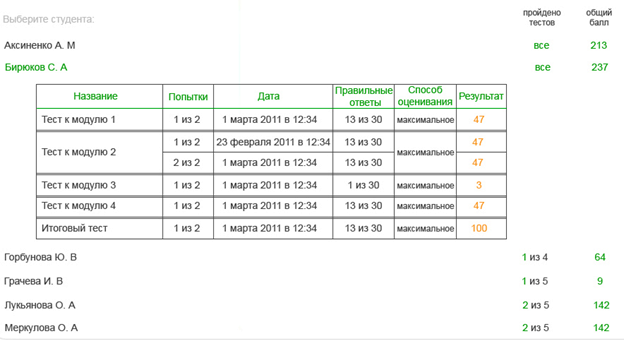 Выберите студента: пройдено тестов общий балл
Аксиненко А. М все 213
Бирюков С. А все 237
Название Попытки Дата Правильные ответы Способ оценивания Результат
Тест к модулю 1 1 из 2 1 марта 2011 в 12:34 13 из 30 максимальное 47
Тест к модулю 2 1 из 2 23 февраля 2011 в 12:34 13 из 30 максимальное 47
2 из 2 1 марта 2011 в 12:34 13 из 30 47
Тест к модулю 3 1 из 2 1 марта 2011 в 12:34 1 из 30 максимальное 3
Тест к модулю 4 1 из 2 1 марта 2011 в 12:34 13 из 30 максимальное 47
Итоговый тест 1 из 2 1 марта 2011 в 12:34 13 из 30 максимальное 100
Горбунова Ю. В 1 из 4 64
Грачева И. В 1 из 5 9
Лукьянова О. А 2 из 5 142
Меркулова О. А 2 из 5 142